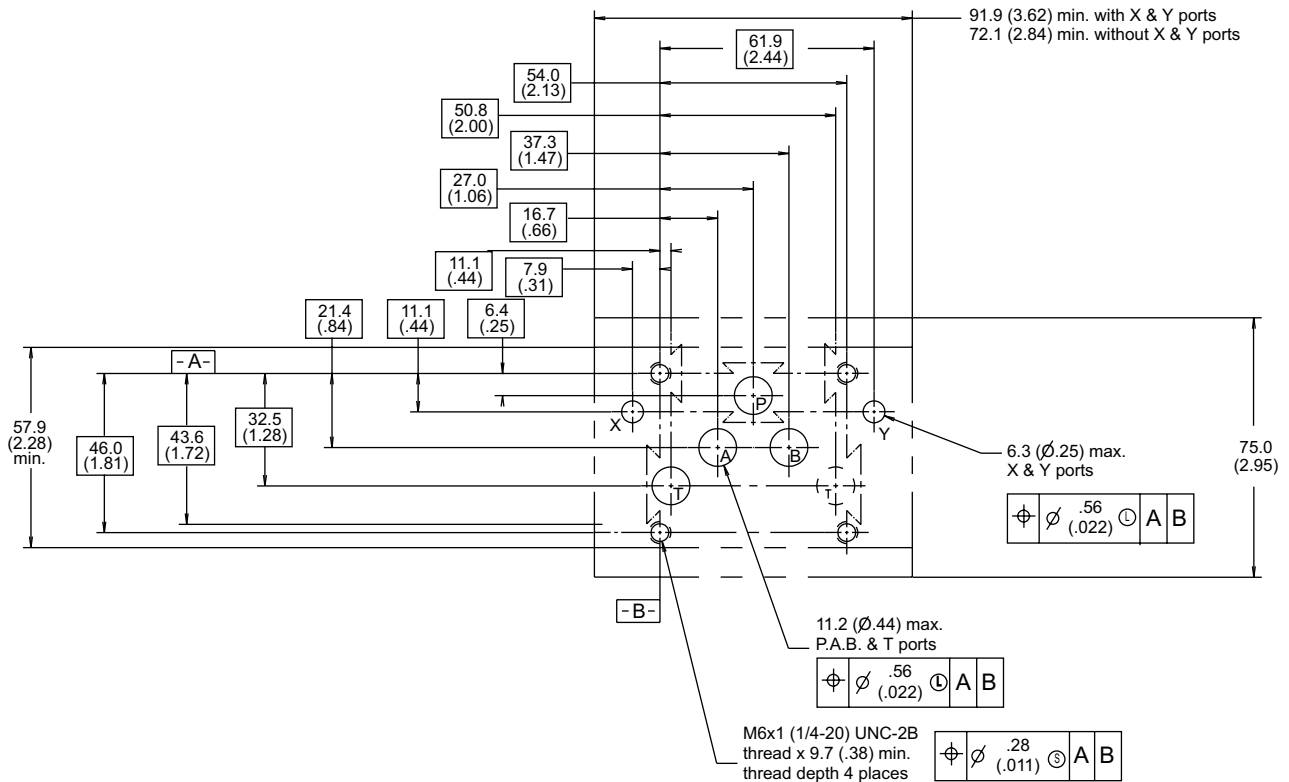 91.9 (3.62) min. with X & Y ports
72.1 (2.84) min. without X & Y ports
61.9
(2.44)
54.0
(2.13)
50.8
(2.00)
37.3
(1.47)
27.0
(1.06)
16.7
(.66)
11.1
(.44)
7.9
(.31)
21.4
(.84)
11.1
(.44)
6.4
(.25)
-A-
57.9
(2.28)
min.
46.0
(1.81)
43.6
(1.72)
32.5
(1.28)
X
P
Y
A
B
T
T
6.3 (Ø.25) max.
X & Y ports
75.0
(2.95)
⌖ Ø .56 (.022) Ⓛ A B
-B-
11.2 (Ø.44) max.
P.A.B. & T ports
⌖ Ø .56 (.022) Ⓛ A B
M6x1 (1/4-20) UNC-2B
thread x 9.7 (.38) min.
thread depth 4 places
⌖ Ø .28 (.011) Ⓢ A B